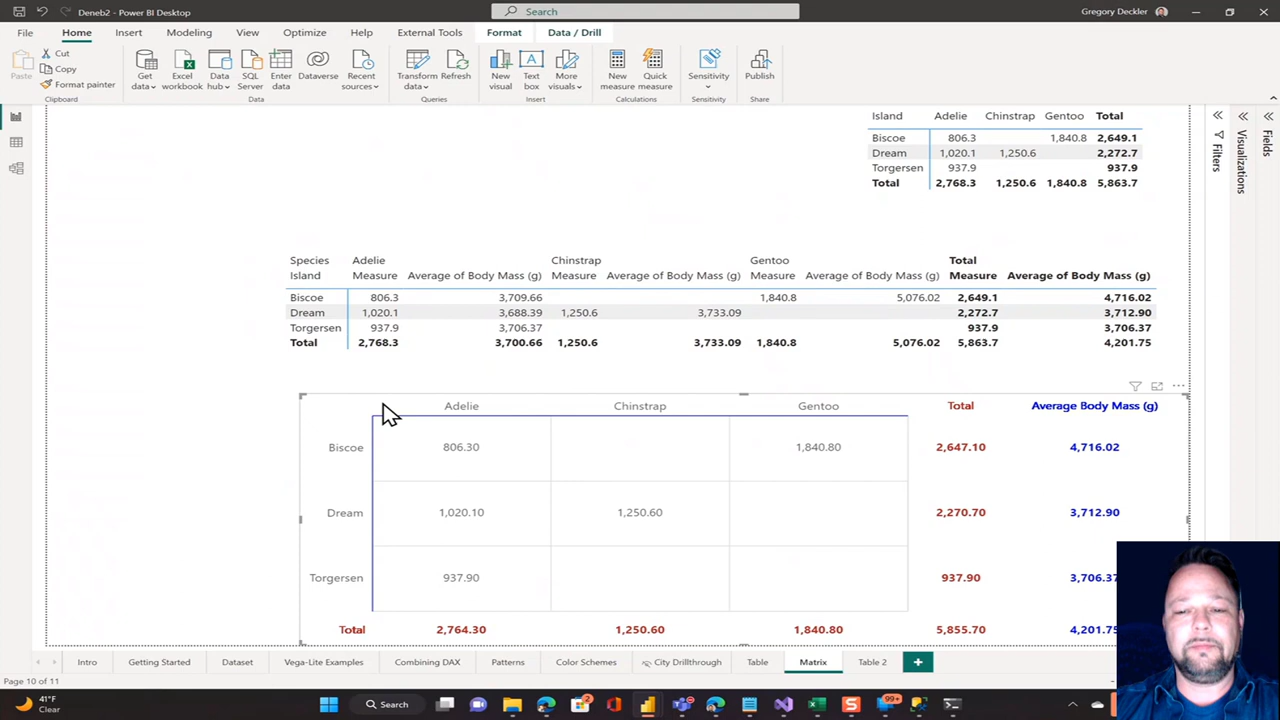 Deneb2 - Power BI Desktop
Search
Gregory Deckler
File Home Insert Modeling View Optimize Help External Tools Format Data / Drill
Paste
Cut
Copy
Format painter
Get data
Excel workbook
Data hub
SQL Server
Enter data
Dataverse
Recent sources
Transform data
Refresh
New visual
Text box
More visuals
New measure
Quick measure
Sensitivity
Publish
Clipboard Data Queries Insert Calculations Sensitivity Share
Filters
Visualizations
Fields
Island Adelie Chinstrap Gentoo Total
Biscoe 806.3 1,840.8 2,649.1
Dream 1,020.1 1,250.6 2,272.7
Torgersen 937.9 937.9
Total 2,768.3 1,250.6 1,840.8 5,863.7
Species Adelie Chinstrap Gentoo Total
Island Measure Average of Body Mass (g) Measure Average of Body Mass (g) Measure Average of Body Mass (g) Measure Average of Body Mass (g)
Biscoe 806.3 3,709.66 1,840.8 5,076.02 2,649.1 4,716.02
Dream 1,020.1 3,688.39 1,250.6 3,733.09 2,272.7 3,712.90
Torgersen 937.9 3,706.37 937.9 3,706.37
Total 2,768.3 3,700.66 1,250.6 3,733.09 1,840.8 5,076.02 5,863.7 4,201.75
Adelie Chinstrap Gentoo Total Average Body Mass (g)
Biscoe 806.30 1,840.80 2,647.10 4,716.02
Dream 1,020.10 1,250.60 2,270.70 3,712.90
Torgersen 937.90 937.90 3,706.37
Total 2,764.30 1,250.60 1,840.80 5,855.70 4,201.75
Intro Getting Started Dataset Vega-Lite Examples Combining DAX Patterns Color Schemes City Drillthrough Table Matrix Table 2
Page 10 of 11
41°F
Clear
Search
2
99+